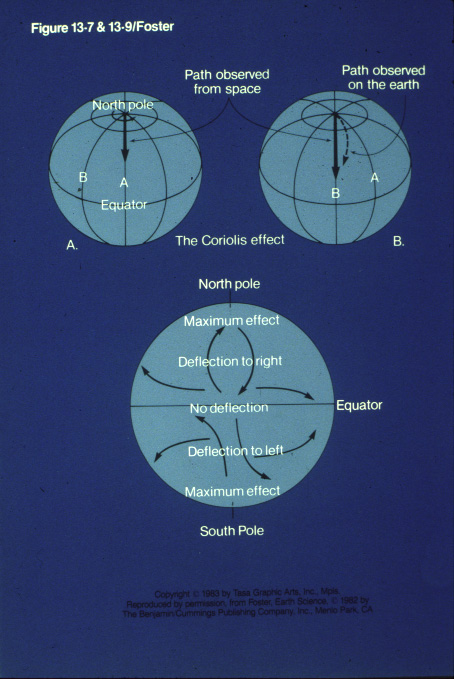 Figure 13-7 & 13-9/Foster
Path observed
from space
Path observed
on the earth
North pole
B
A
Equator
B
A
A.
The Coriolis effect
B.
North pole
Maximum effect
Deflection to right
No deflection
Equator
Deflection to left
Maximum effect
South Pole
Copyright © 1983 by Tasa Graphic Arts, Inc., Mpls.
Reproduced by permission, from Foster, Earth Science, © 1982 by
The Benjamin/Cummings Publishing Company, Inc., Menlo Park, CA